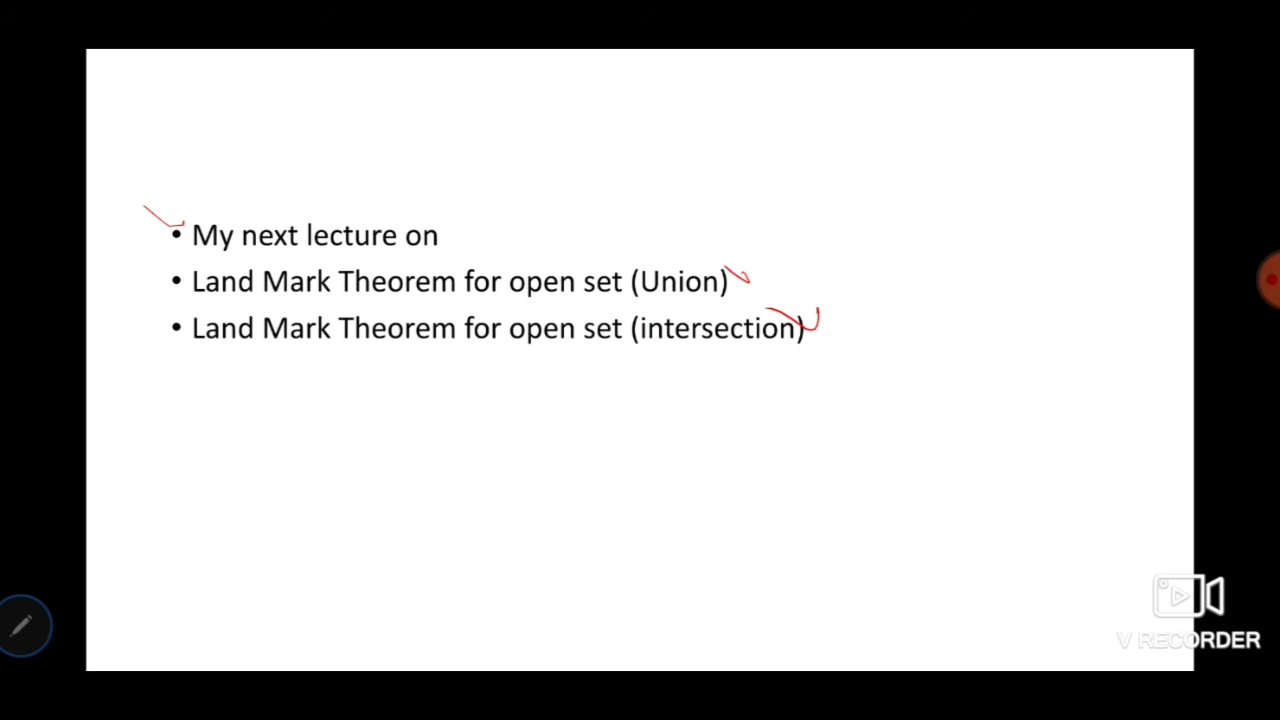 • My next lecture on
• Land Mark Theorem for open set (Union)
• Land Mark Theorem for open set (intersection)
V RECORDER